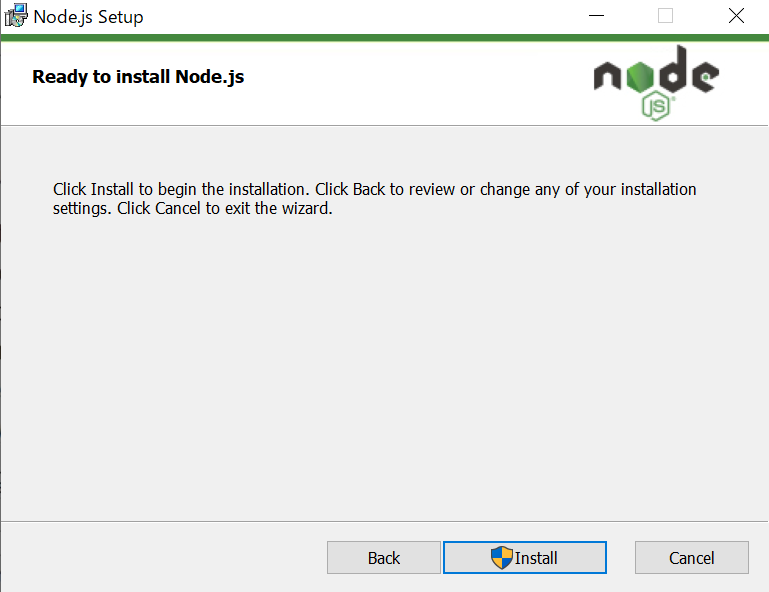 Node.js Setup
Ready to install Node.js
node
JS
Click Install to begin the installation. Click Back to review or change any of your installation
settings. Click Cancel to exit the wizard.
Back
Install
Cancel